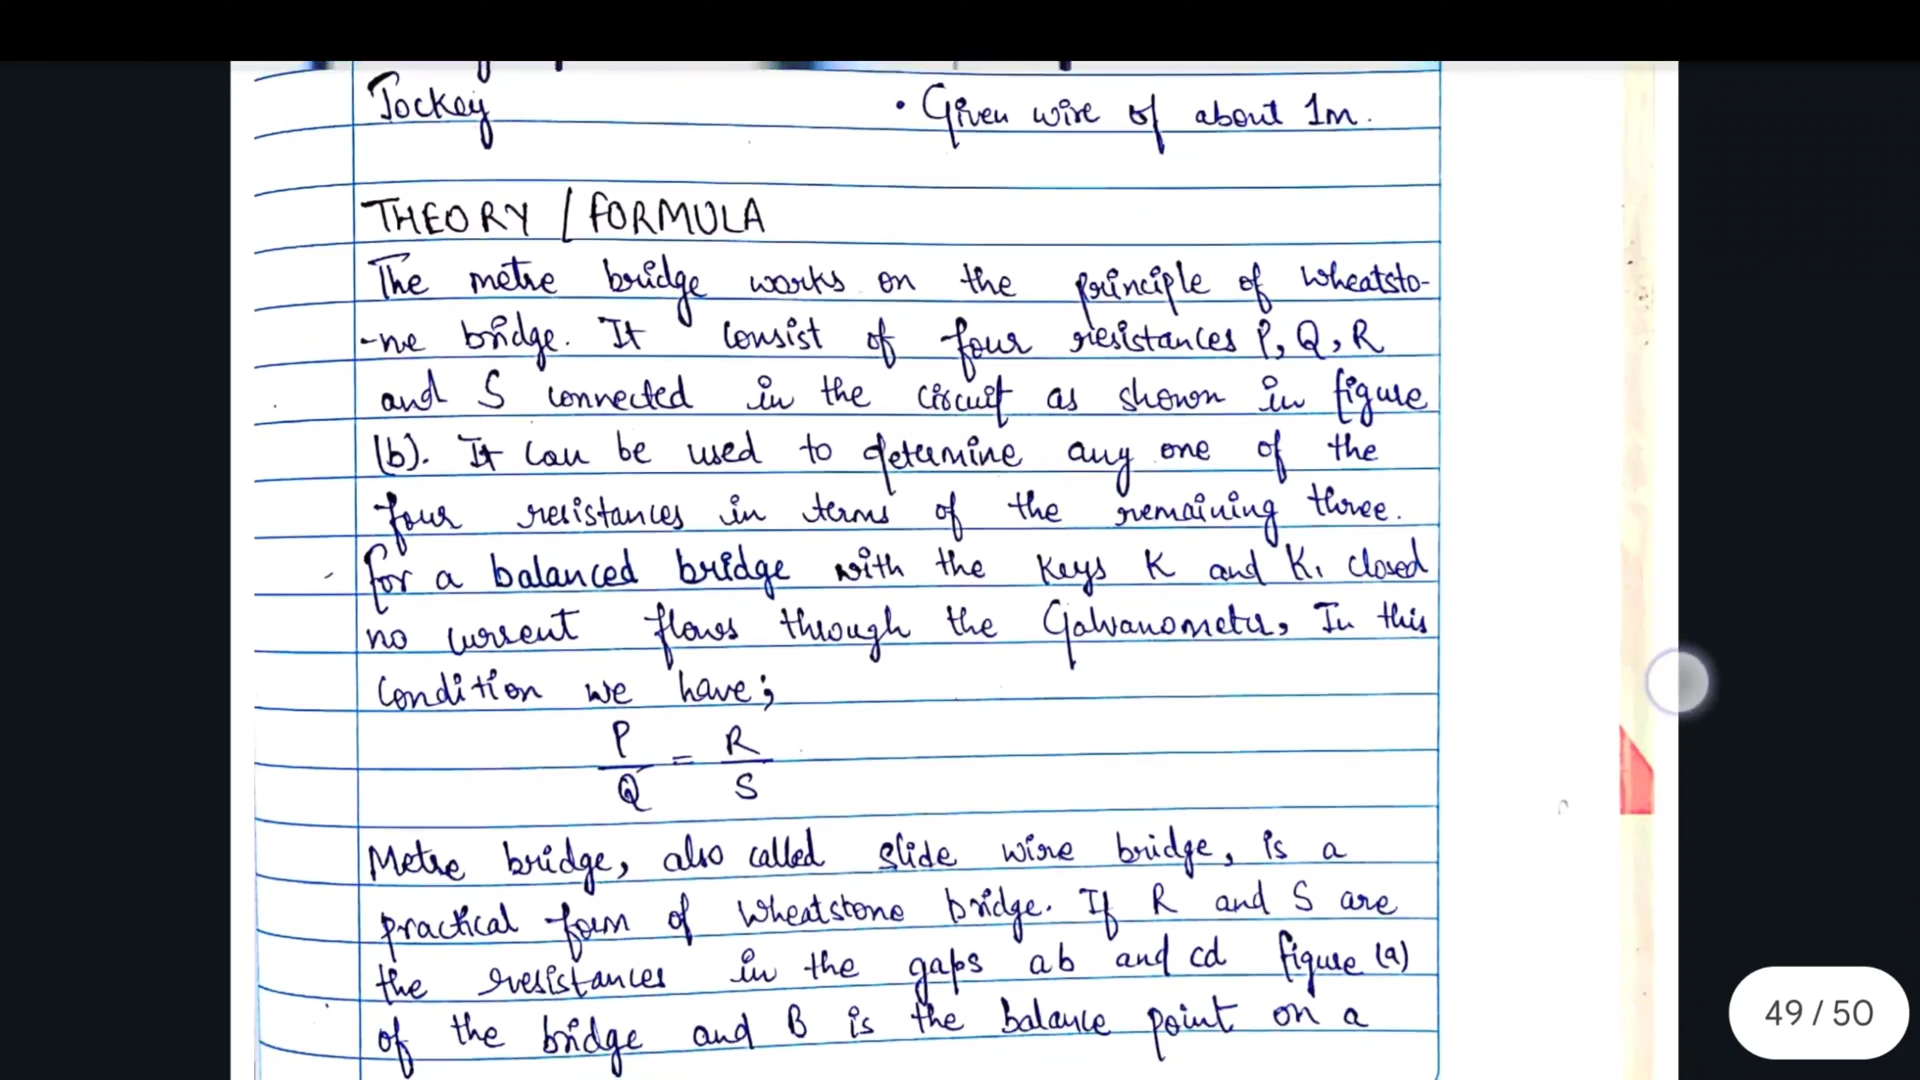 Jockey
• Given wire of about 1m.
THEORY / FORMULA
The metre bridge works on the principle of wheatsto-
-ne bridge. It consist of four resistances P, Q, R
and S connected in the circuit as shown in figure
(b). It can be used to determine any one of the
four resistances in terms of the remaining three.
for a balanced bridge with the keys K and K₁ closed
no current flows through the Galvanometer, In this
condition we have;
P/Q = R/S
Metre bridge, also called slide wire bridge, is a
practical form of wheatstone bridge. If R and S are
the resistances in the gaps ab and cd figure (a)
of the bridge and B is the balance point on a
49 / 50